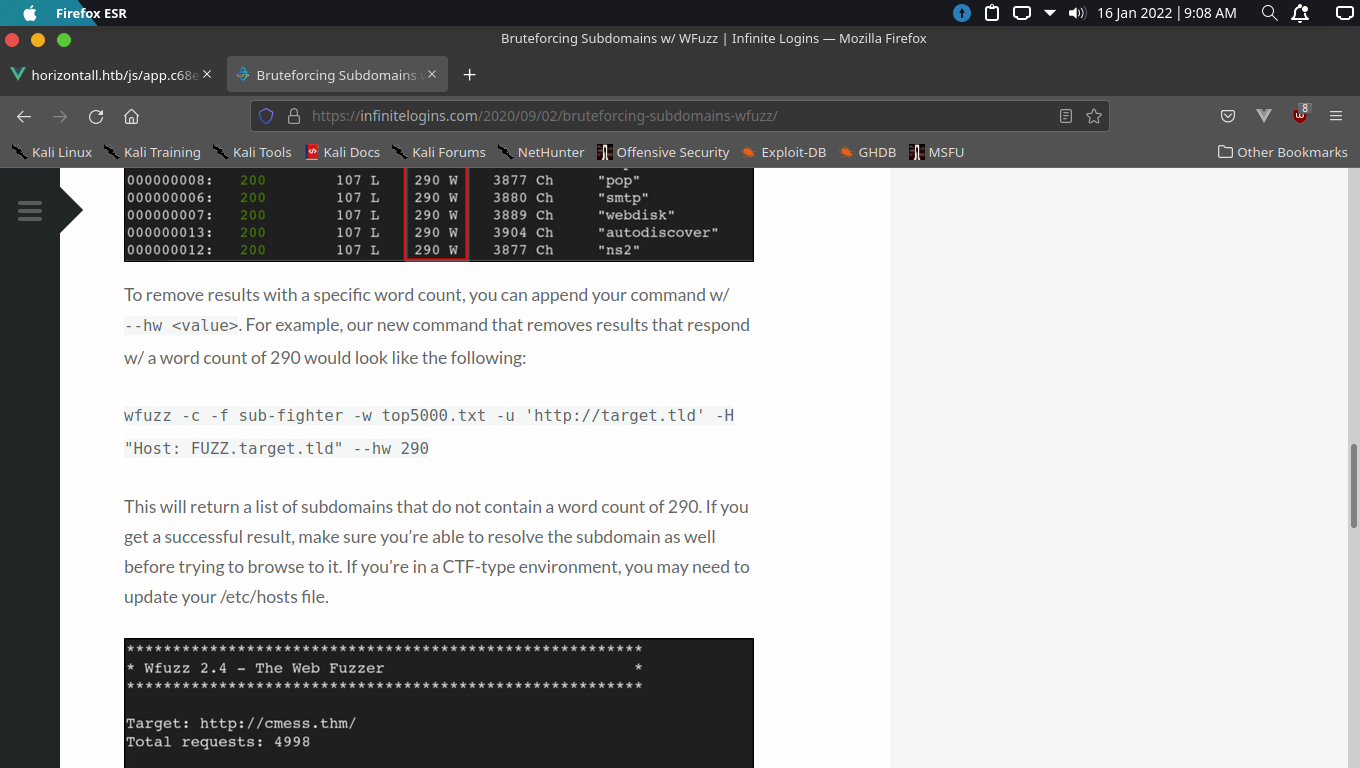 Firefox ESR
16 Jan 2022 | 9:08 AM
Bruteforcing Subdomains w/ WFuzz | Infinite Logins — Mozilla Firefox
horizontall.htb/js/app.c68e
Bruteforcing Subdomains
https://infinitelogins.com/2020/09/02/bruteforcing-subdomains-wfuzz/
8
Kali Linux Kali Training Kali Tools Kali Docs Kali Forums NetHunter Offensive Security Exploit-DB GHDB MSFU Other Bookmarks
000000008: 200 107 L 290 W 3877 Ch "pop"
000000006: 200 107 L 290 W 3880 Ch "smtp"
000000007: 200 107 L 290 W 3889 Ch "webdisk"
000000013: 200 107 L 290 W 3904 Ch "autodiscover"
000000012: 200 107 L 290 W 3877 Ch "ns2"
To remove results with a specific word count, you can append your command w/
--hw <value>. For example, our new command that removes results that respond
w/ a word count of 290 would look like the following:
wfuzz -c -f sub-fighter -w top5000.txt -u 'http://target.tld' -H
"Host: FUZZ.target.tld" --hw 290
This will return a list of subdomains that do not contain a word count of 290. If you
get a successful result, make sure you’re able to resolve the subdomain as well
before trying to browse to it. If you’re in a CTF-type environment, you may need to
update your /etc/hosts file.
********************************************************
* Wfuzz 2.4 - The Web Fuzzer *
********************************************************
Target: http://cmess.thm/
Total requests: 4998